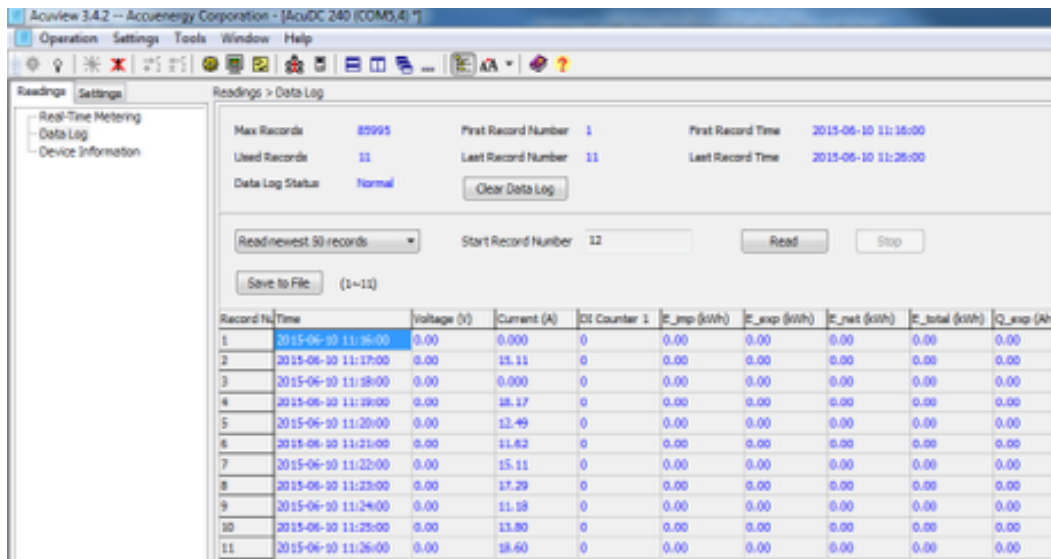 Acuview 3.4.2 -- Accuenergy Corporation - [AcuDC 240 (COM5,4) *]
Operation Settings Tools Window Help
Readings Settings
Readings > Data Log
Real-Time Metering
Data Log
Device Information
Max Records 85995 First Record Number 1 First Record Time 2015-06-10 11:16:00
Used Records 11 Last Record Number 11 Last Record Time 2015-06-10 11:26:00
Data Log Status Normal Clear Data Log
Read newest 50 records Start Record Number 12 Read Stop
Save to File (1~11)
Record Nu Time Voltage (V) Current (A) DI Counter 1 E_imp (kWh) E_exp (kWh) E_net (kWh) E_total (kWh) Q_exp (Ah
1 2015-06-10 11:16:00 0.00 0.000 0 0.00 0.00 0.00 0.00 0.00
2 2015-06-10 11:17:00 0.00 15.11 0 0.00 0.00 0.00 0.00 0.00
3 2015-06-10 11:18:00 0.00 0.000 0 0.00 0.00 0.00 0.00 0.00
4 2015-06-10 11:19:00 0.00 18.17 0 0.00 0.00 0.00 0.00 0.00
5 2015-06-10 11:20:00 0.00 12.49 0 0.00 0.00 0.00 0.00 0.00
6 2015-06-10 11:21:00 0.00 11.62 0 0.00 0.00 0.00 0.00 0.00
7 2015-06-10 11:22:00 0.00 15.11 0 0.00 0.00 0.00 0.00 0.00
8 2015-06-10 11:23:00 0.00 17.29 0 0.00 0.00 0.00 0.00 0.00
9 2015-06-10 11:24:00 0.00 11.18 0 0.00 0.00 0.00 0.00 0.00
10 2015-06-10 11:25:00 0.00 13.80 0 0.00 0.00 0.00 0.00 0.00
11 2015-06-10 11:26:00 0.00 18.60 0 0.00 0.00 0.00 0.00 0.00